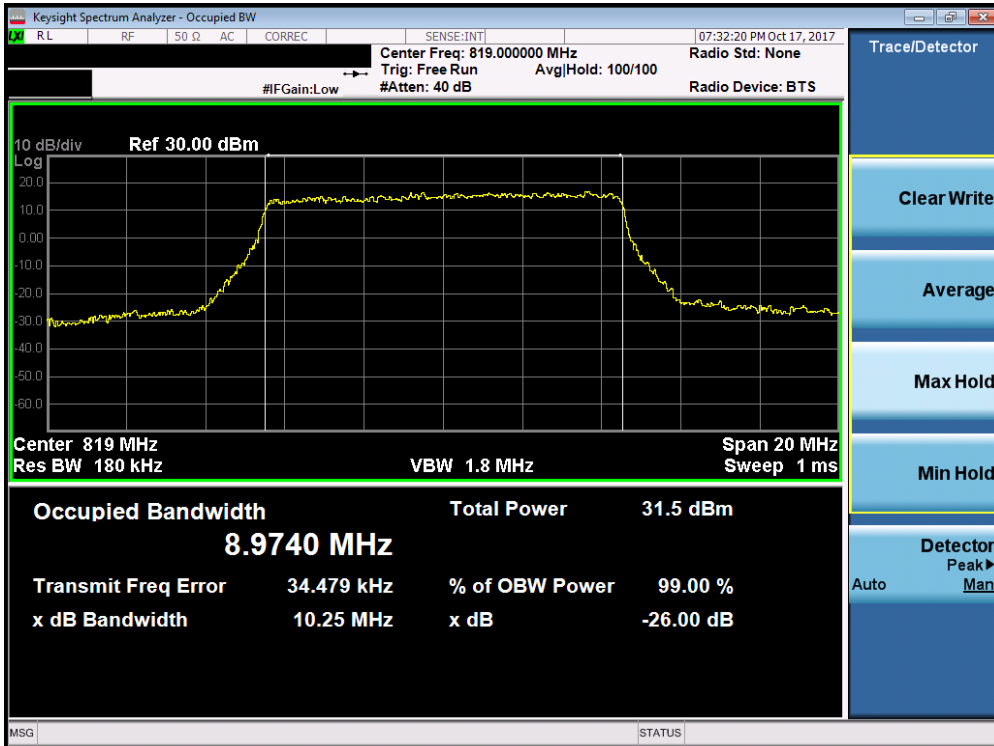 Keysight Spectrum Analyzer - Occupied BW
LXI RL RF 50 Ω AC CORREC SENSE:INT 07:32:20 PM Oct 17, 2017
Center Freq: 819.000000 MHz Radio Std: None
Trig: Free Run Avg|Hold: 100/100
#IFGain:Low #Atten: 40 dB Radio Device: BTS
10 dB/div Ref 30.00 dBm
Log
20.0
10.0
0.00
-10.0
-20.0
-30.0
-40.0
-50.0
-60.0
Center 819 MHz Span 20 MHz
Res BW 180 kHz VBW 1.8 MHz Sweep 1 ms
Occupied Bandwidth Total Power 31.5 dBm
8.9740 MHz
Transmit Freq Error 34.479 kHz % of OBW Power 99.00 %
x dB Bandwidth 10.25 MHz x dB -26.00 dB
MSG STATUS
Trace/Detector
Clear Write
Average
Max Hold
Min Hold
Detector
Peak▶
Auto Man